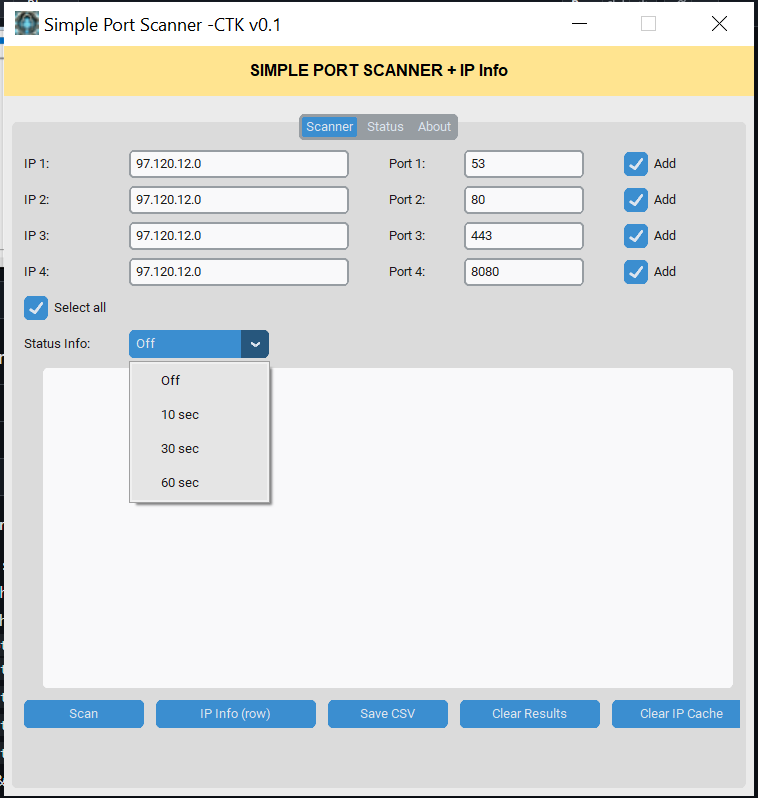 Simple Port Scanner -CTK v0.1
SIMPLE PORT SCANNER + IP Info
Scanner Status About
IP 1: 97.120.12.0 Port 1: 53 Add
IP 2: 97.120.12.0 Port 2: 80 Add
IP 3: 97.120.12.0 Port 3: 443 Add
IP 4: 97.120.12.0 Port 4: 8080 Add
Select all
Status Info: Off
Off
10 sec
30 sec
60 sec
Scan IP Info (row) Save CSV Clear Results Clear IP Cache